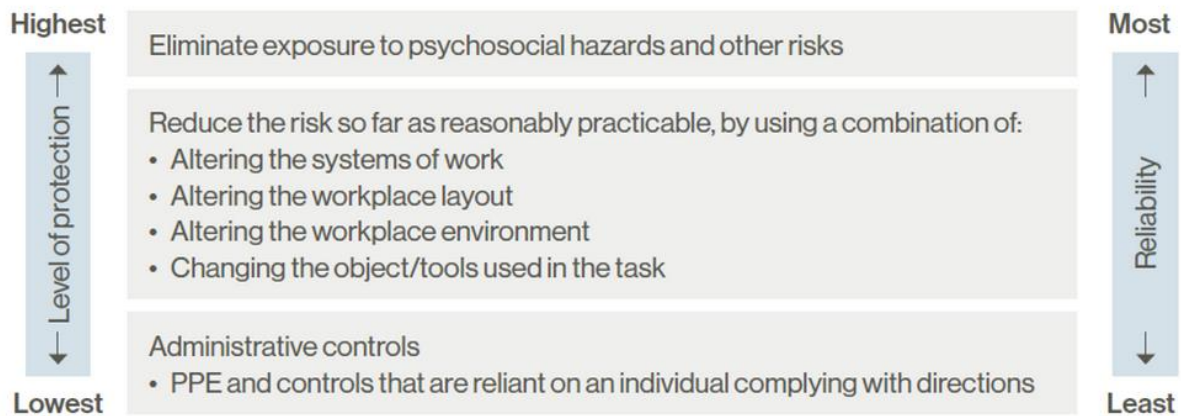 Highest
Most
Eliminate exposure to psychosocial hazards and other risks
Level of protection
Reliability
Reduce the risk so far as reasonably practicable, by using a combination of:
• Altering the systems of work
• Altering the workplace layout
• Altering the workplace environment
• Changing the object/tools used in the task
Administrative controls
• PPE and controls that are reliant on an individual complying with directions
Lowest
Least